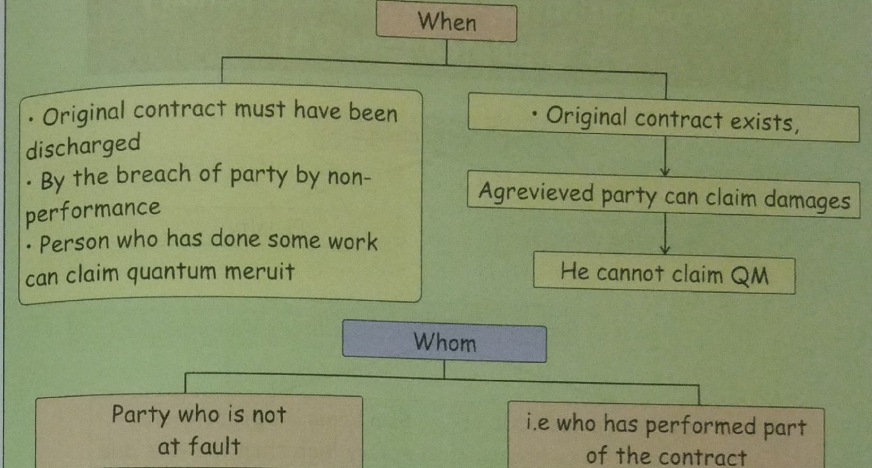 When
· Original contract must have been
discharged
· By the breach of party by non-
performance
· Person who has done some work
can claim quantum meruit
· Original contract exists,
Agrevieved party can claim damages
He cannot claim QM
Whom
Party who is not
at fault
i.e who has performed part
of the contract